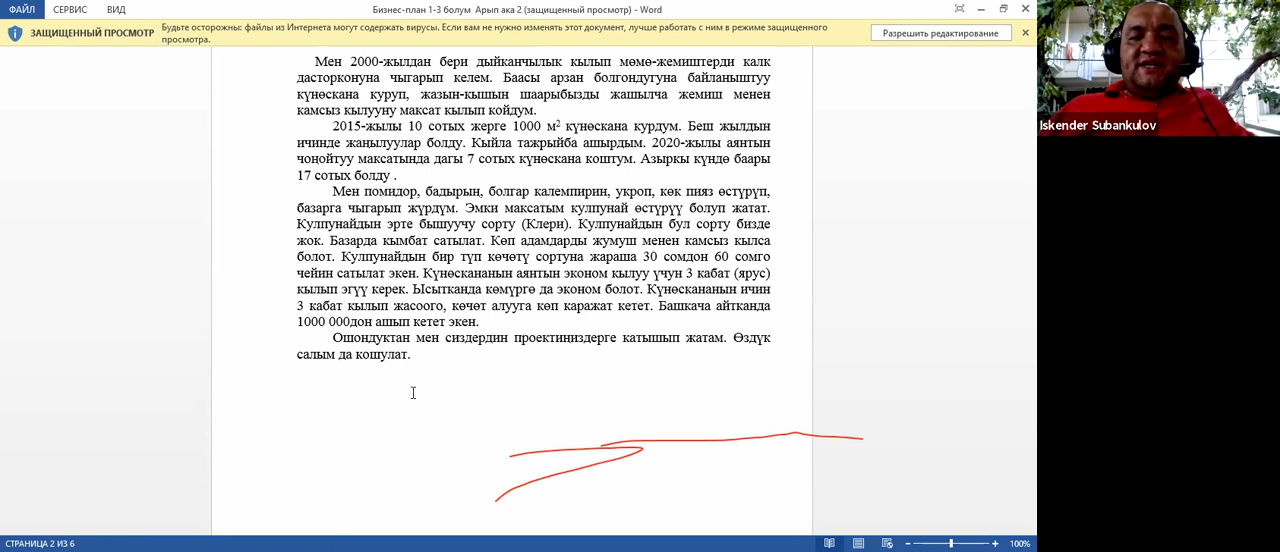 ФАЙЛ СЕРВИС ВИД Бизнес-план 1-3 болум Арып ака 2 (защищенный просмотр) - Word
ЗАЩИЩЕННЫЙ ПРОСМОТР Будьте осторожны: файлы из Интернета могут содержать вирусы. Если вам не нужно изменять этот документ, лучше работать с ним в режиме защищенного
просмотра.
Разрешить редактирование
Мен 2000-жылдан бери дыйканчылык кылып мөмө-жемиштерди калк
дасторконуна чыгарып келем. Баасы арзан болгондугуна байланыштуу
күнөскана куруп, жазын-кышын шаарыбызды жашылча жемиш менен
камсыз кылууну максат кылып койдум.
2015-жылы 10 сотых жерге 1000 м² күнөскана курдум. Беш жылдын
ичинде жаңылуулар болду. Кыйла тажрыйба ашырдым. 2020-жылы аянтын
чоңойтуу максатында дагы 7 сотых күнөскана коштум. Азыркы күндө баары
17 сотых болду .
Мен помидор, бадыраң, болгар калемпирин, укроп, көк пияз өстүрүп,
базарга чыгарып жүрдүм. Эмки максатым кулпунай өстүрүү болуп жатат.
Кулпунайдын эрте бышуучу сорту (Клери). Кулпунайдын бул сорту бизде
жок. Базарда кымбат сатылат. Көп адамдарды жумуш менен камсыз кылса
болот. Кулпунайдын бир түп көчөтү сортуна жараша 30 сомдон 60 сомго
чейин сатылат экен. Күнөскананын аянтын эконом кылуу үчүн 3 кабат (ярус)
кылып эгүү керек. Ысытканда көмүргө да эконом болот. Күнөскананын ичин
3 кабат кылып жасоого, көчөт алууга көп каражат кетет. Башкача айтканда
1000 000дон ашып кетет экен.
Ошондуктан мен сиздердин проектиңиздерге катышып жатам. Өздүк
салым да кошулат.
СТРАНИЦА 2 ИЗ 6
100%
Iskender Subankulov